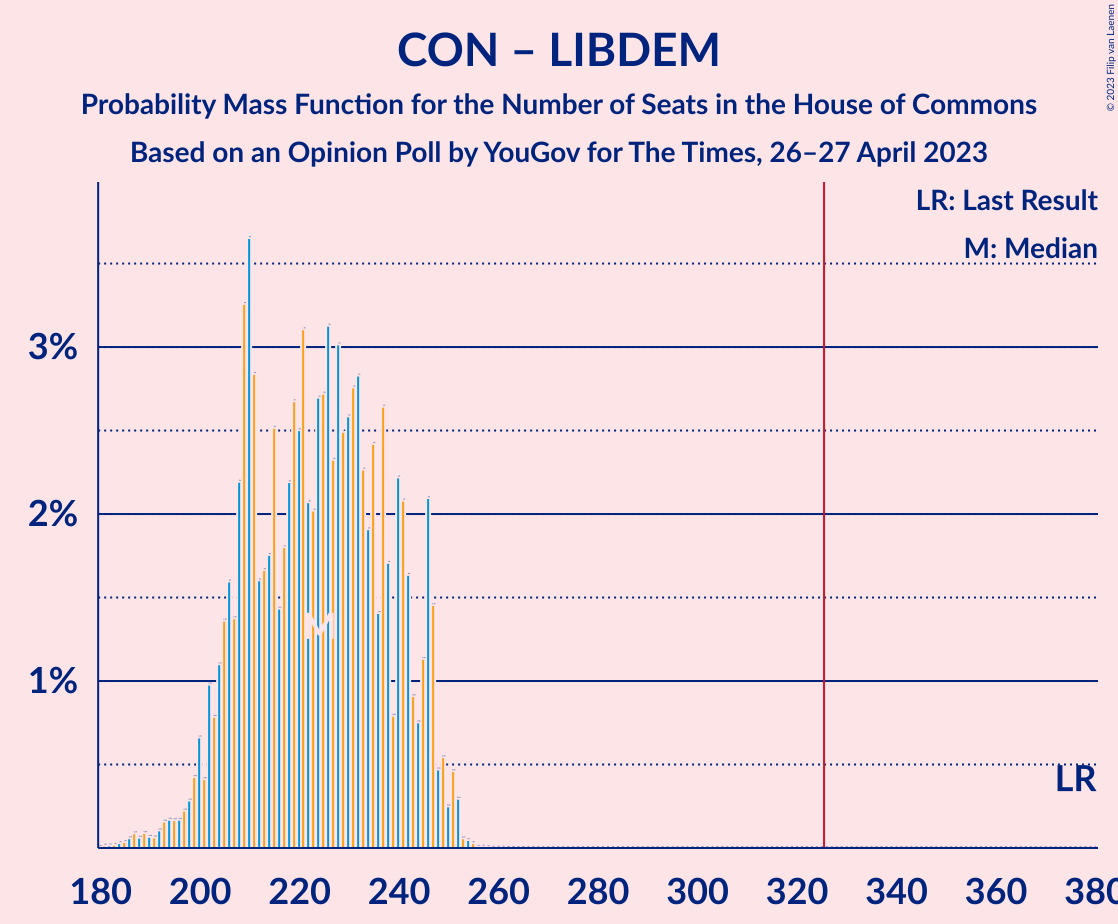 CON – LIBDEM
Probability Mass Function for the Number of Seats in the House of Commons
Based on an Opinion Poll by YouGov for The Times, 26–27 April 2023
© 2023 Filip van Laenen
LR: Last Result
M: Median
3%
2%
1%
M
LR
180 200 220 240 260 280 300 320 340 360 380